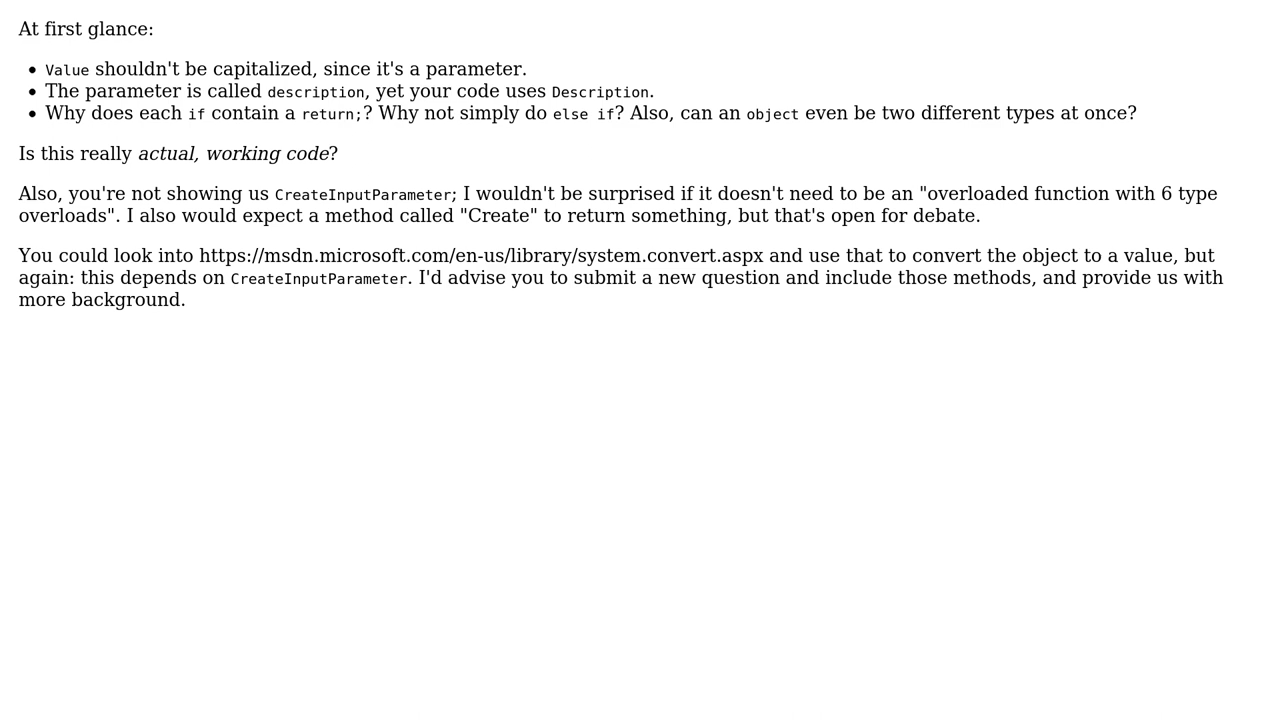 At first glance:
• Value shouldn't be capitalized, since it's a parameter.
• The parameter is called description, yet your code uses Description.
• Why does each if contain a return;? Why not simply do else if? Also, can an object even be two different types at once?
Is this really actual, working code?
Also, you're not showing us CreateInputParameter; I wouldn't be surprised if it doesn't need to be an "overloaded function with 6 type
overloads". I also would expect a method called "Create" to return something, but that's open for debate.
You could look into https://msdn.microsoft.com/en-us/library/system.convert.aspx and use that to convert the object to a value, but
again: this depends on CreateInputParameter. I'd advise you to submit a new question and include those methods, and provide us with
more background.